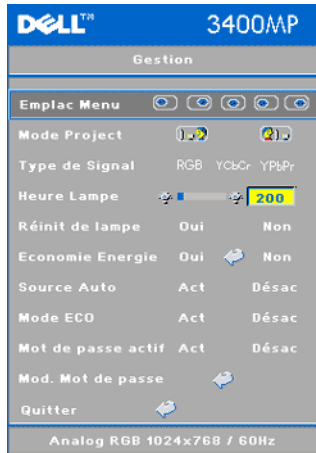 DELL™ 3400MP
Gestion
Emplac Menu
Mode Project
Type de Signal RGB YCbCr YPbPr
Heure Lampe 200
Réinit de lampe Oui Non
Economie Energie Oui Non
Source Auto Act Désac
Mode ECO Act Désac
Mot de passe actif Act Désac
Mod. Mot de passe
Quitter
Analog RGB 1024x768 / 60Hz